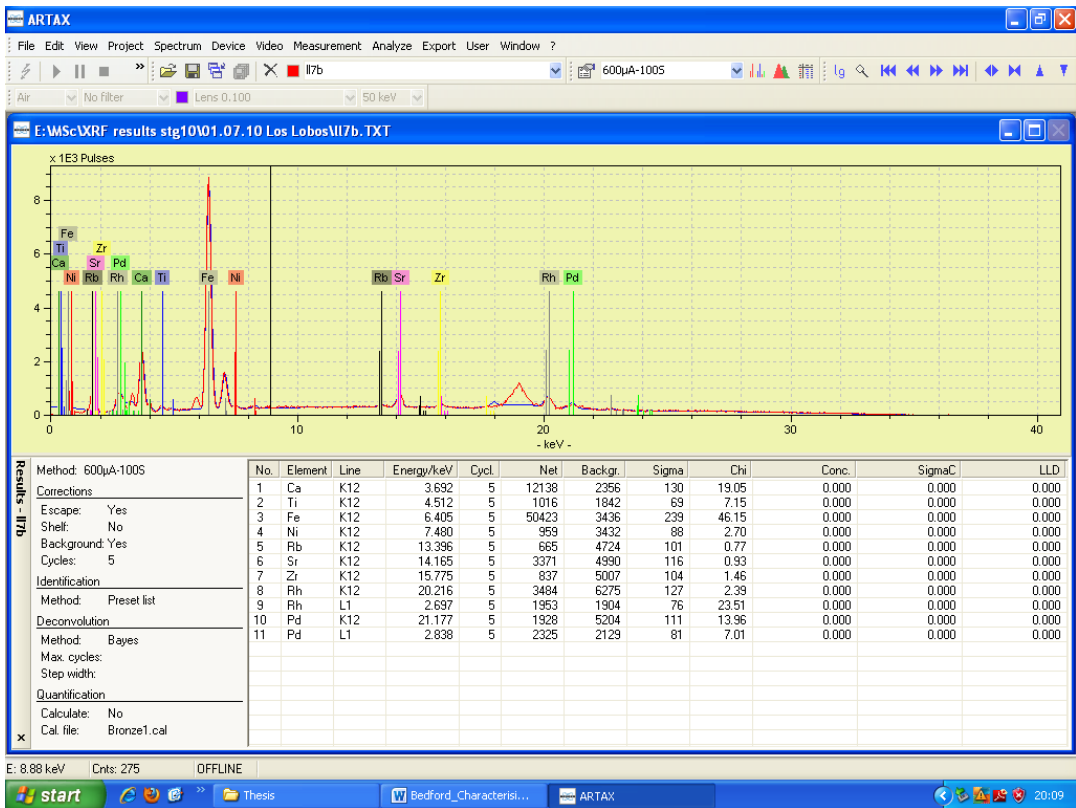 ARTAX
File Edit View Project Spectrum Device Video Measurement Analyze Export User Window ?
» ll7b 600µA-100S lg
Air No filter Lens 0.100 50 keV
E:\MSc\XRF results stg10\01.07.10 Los Lobos\ll7b.TXT
x 1E3 Pulses
8
Fe
6
Ti Zr
Ca Sr Pd
Ni Rb Rh Ca Ti Fe Ni Rb Sr Zr Rh Pd
4
2
0
0 10 20 30 40
- keV -
Results - ll7b
Method: 600µA-100S
Corrections
Escape: Yes
Shelf: No
Background: Yes
Cycles: 5
Identification
Method: Preset list
Deconvolution
Method: Bayes
Max. cycles:
Step width:
Quantification
Calculate: No
Cal. file: Bronze1.cal
No. Element Line Energy/keV Cycl. Net Backgr. Sigma Chi Conc. SigmaC LLD
1 Ca K12 3.692 5 12138 2356 130 19.05 0.000 0.000 0.000
2 Ti K12 4.512 5 1016 1842 69 7.15 0.000 0.000 0.000
3 Fe K12 6.405 5 50423 3436 239 46.15 0.000 0.000 0.000
4 Ni K12 7.480 5 959 3432 88 2.70 0.000 0.000 0.000
5 Rb K12 13.396 5 665 4724 101 0.77 0.000 0.000 0.000
6 Sr K12 14.165 5 3371 4990 116 0.93 0.000 0.000 0.000
7 Zr K12 15.775 5 837 5007 104 1.46 0.000 0.000 0.000
8 Rh K12 20.216 5 3484 6275 127 2.39 0.000 0.000 0.000
9 Rh L1 2.697 5 1953 1904 76 23.51 0.000 0.000 0.000
10 Pd K12 21.177 5 1928 5204 111 13.96 0.000 0.000 0.000
11 Pd L1 2.838 5 2325 2129 81 7.01 0.000 0.000 0.000
E: 8.88 keV Cnts: 275 OFFLINE
start » Thesis Bedford_Characterisi... ARTAX 20:09